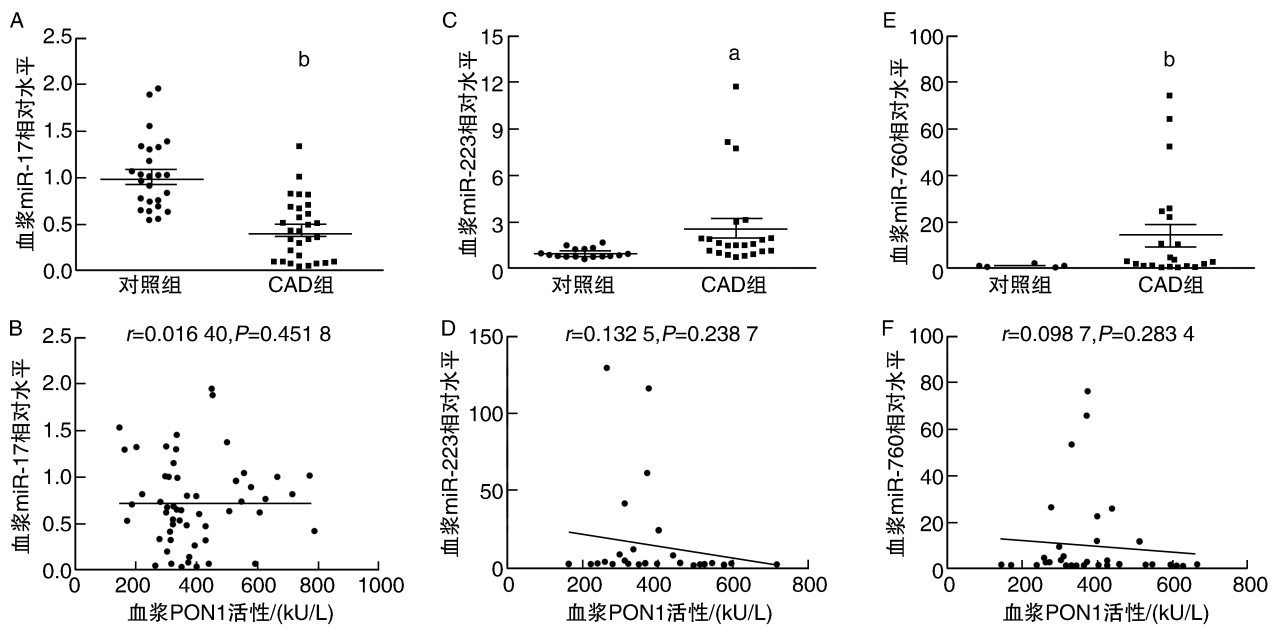 A
血浆miR-17相对水平
2.5
2.0
1.5
1.0
0.5
0.0
b
对照组 CAD组
C
血浆miR-223相对水平
15
12
9
6
3
0
a
对照组 CAD组
E
血浆miR-760相对水平
100
80
60
40
20
0
b
对照组 CAD组
B
血浆miR-17相对水平
r=0.016 40,P=0.451 8
2.5
2.0
1.5
1.0
0.5
0.0
0 200 400 600 800 1000
血浆PON1活性/(kU/L)
D
血浆miR-223相对水平
r=0.132 5,P=0.238 7
150
100
50
0
0 200 400 600 800
血浆PON1活性/(kU/L)
F
血浆miR-760相对水平
r=0.098 7,P=0.283 4
100
80
60
40
20
0
0 200 400 600 800
血浆PON1活性/(kU/L)